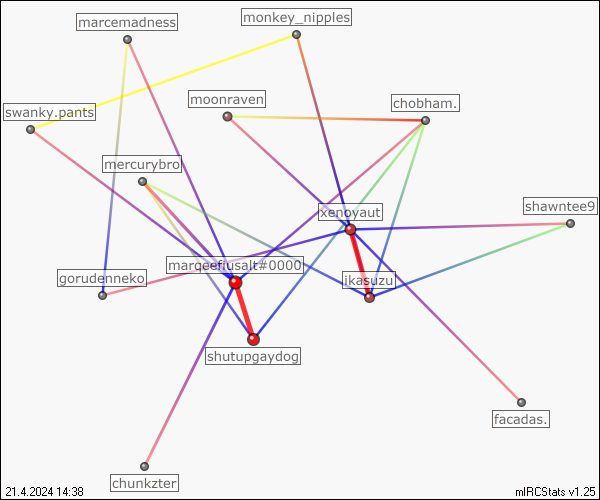 marcemadness
monkey_nipples
moonraven
chobham.
swanky.pants
mercurybro
shawntee9
xenoyaut
marqeefiusalt#0000
gorudenneko
ikasuzu
shutupgaydog
facadas.
chunkzter
21.4.2024 14:38
mIRCStats v1.25